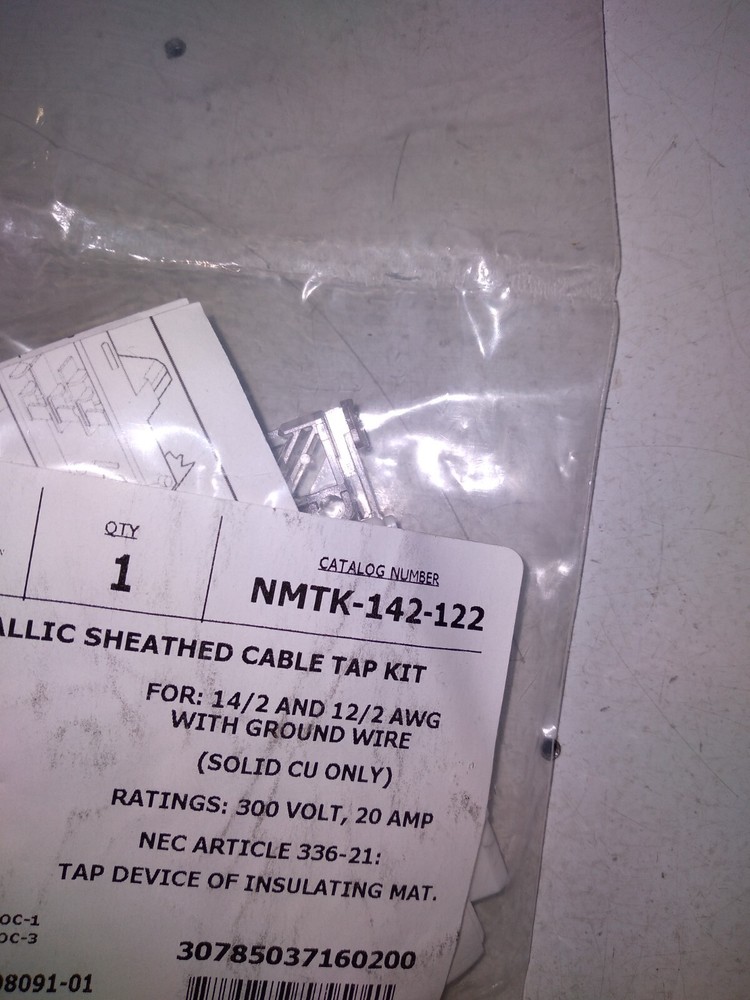 QTY
1
CATALOG NUMBER
NMTK-142-122
ALLIC SHEATHED CABLE TAP KIT
FOR: 14/2 AND 12/2 AWG
WITH GROUND WIRE
(SOLID CU ONLY)
RATINGS: 300 VOLT, 20 AMP
NEC ARTICLE 336-21:
TAP DEVICE OF INSULATING MAT.
OC-1
OC-3
30785037160200
08091-01